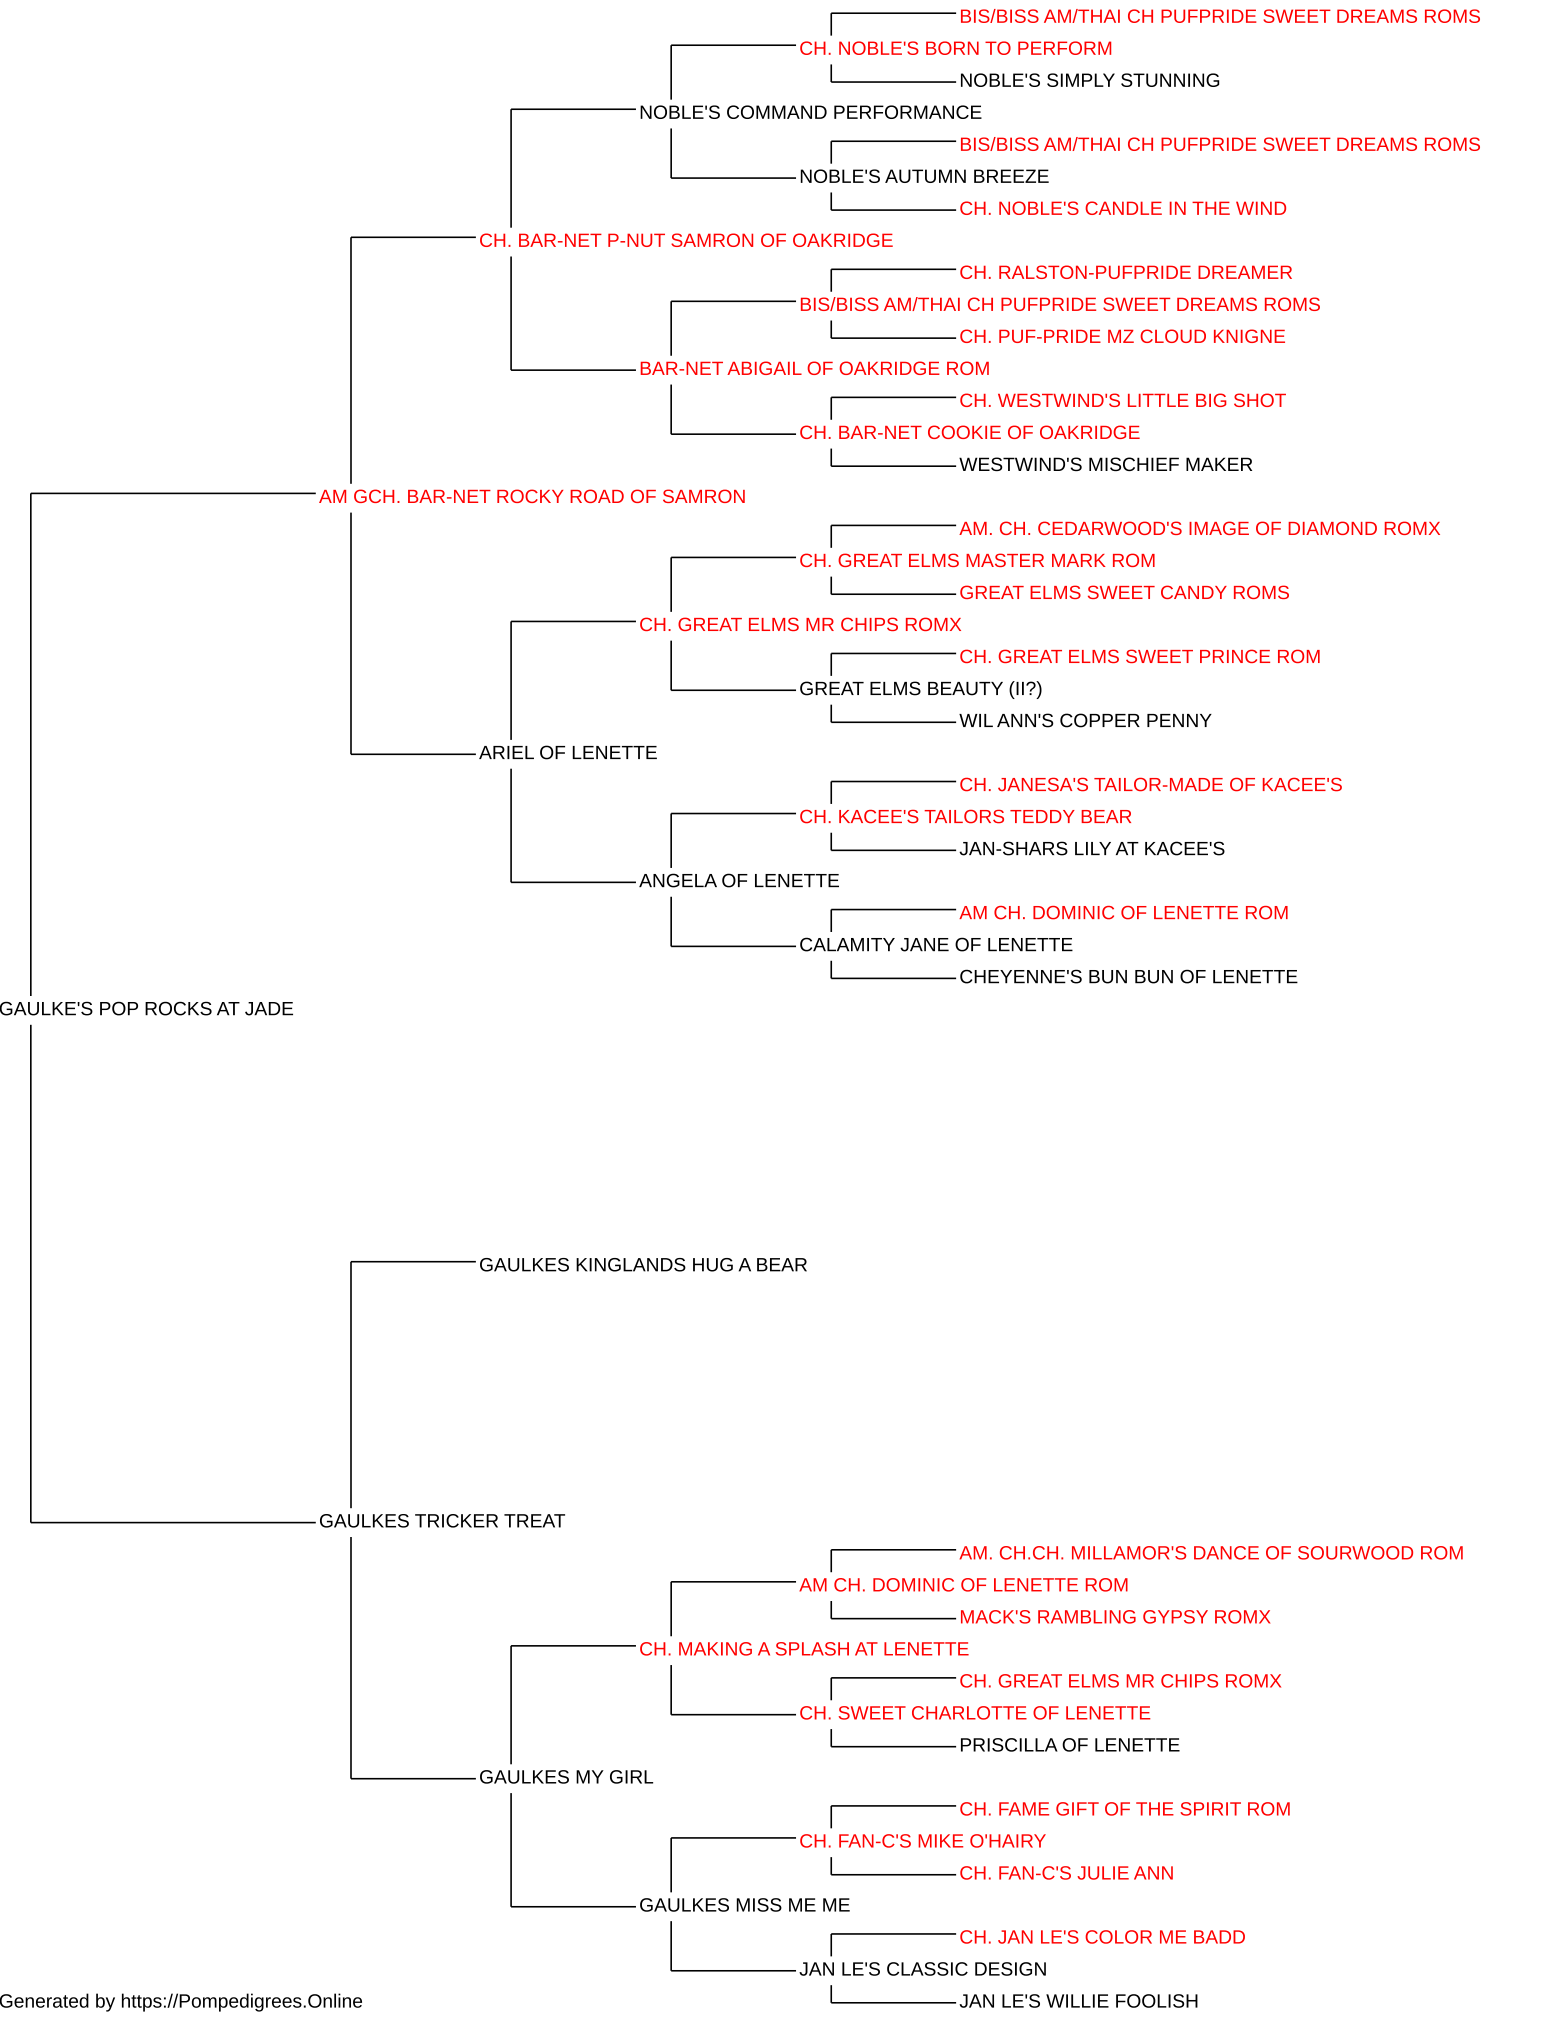 BIS/BISS AM/THAI CH PUFPRIDE SWEET DREAMS ROMS
CH. NOBLE'S BORN TO PERFORM
NOBLE'S SIMPLY STUNNING
NOBLE'S COMMAND PERFORMANCE
BIS/BISS AM/THAI CH PUFPRIDE SWEET DREAMS ROMS
NOBLE'S AUTUMN BREEZE
CH. NOBLE'S CANDLE IN THE WIND
CH. BAR-NET P-NUT SAMRON OF OAKRIDGE
CH. RALSTON-PUFPRIDE DREAMER
BIS/BISS AM/THAI CH PUFPRIDE SWEET DREAMS ROMS
CH. PUF-PRIDE MZ CLOUD KNIGNE
BAR-NET ABIGAIL OF OAKRIDGE ROM
CH. WESTWIND'S LITTLE BIG SHOT
CH. BAR-NET COOKIE OF OAKRIDGE
WESTWIND'S MISCHIEF MAKER
AM GCH. BAR-NET ROCKY ROAD OF SAMRON
AM. CH. CEDARWOOD'S IMAGE OF DIAMOND ROMX
CH. GREAT ELMS MASTER MARK ROM
GREAT ELMS SWEET CANDY ROMS
CH. GREAT ELMS MR CHIPS ROMX
CH. GREAT ELMS SWEET PRINCE ROM
GREAT ELMS BEAUTY (II?)
WIL ANN'S COPPER PENNY
ARIEL OF LENETTE
CH. JANESA'S TAILOR-MADE OF KACEE'S
CH. KACEE'S TAILORS TEDDY BEAR
JAN-SHARS LILY AT KACEE'S
ANGELA OF LENETTE
AM CH. DOMINIC OF LENETTE ROM
CALAMITY JANE OF LENETTE
CHEYENNE'S BUN BUN OF LENETTE
GAULKE'S POP ROCKS AT JADE
GAULKES KINGLANDS HUG A BEAR
GAULKES TRICKER TREAT
AM. CH.CH. MILLAMOR'S DANCE OF SOURWOOD ROM
AM CH. DOMINIC OF LENETTE ROM
MACK'S RAMBLING GYPSY ROMX
CH. MAKING A SPLASH AT LENETTE
CH. GREAT ELMS MR CHIPS ROMX
CH. SWEET CHARLOTTE OF LENETTE
PRISCILLA OF LENETTE
GAULKES MY GIRL
CH. FAME GIFT OF THE SPIRIT ROM
CH. FAN-C'S MIKE O'HAIRY
CH. FAN-C'S JULIE ANN
GAULKES MISS ME ME
CH. JAN LE'S COLOR ME BADD
JAN LE'S CLASSIC DESIGN
JAN LE'S WILLIE FOOLISH
Generated by https://Pompedigrees.Online